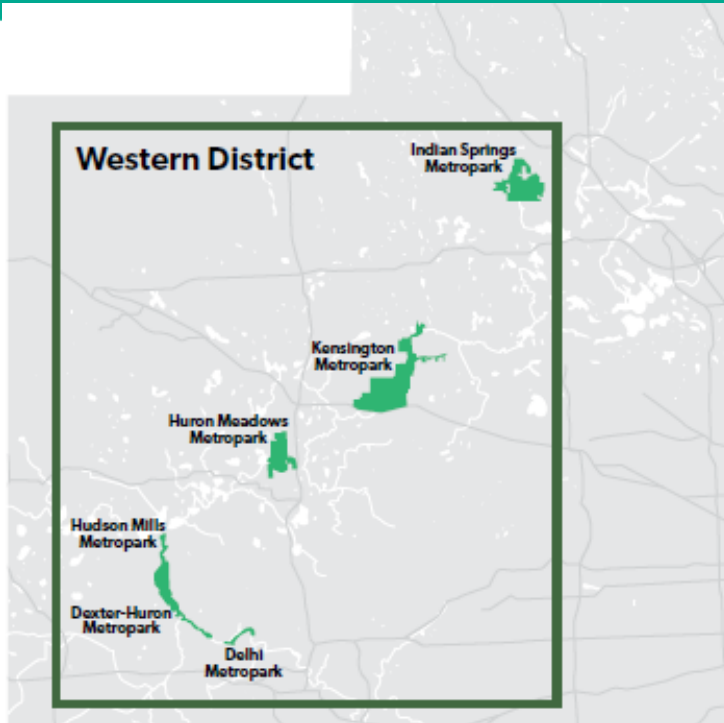 Western District
Indian Springs
Metropark
Kensington
Metropark
Huron Meadows
Metropark
Hudson Mills
Metropark
Dexter-Huron
Metropark
Delhi
Metropark